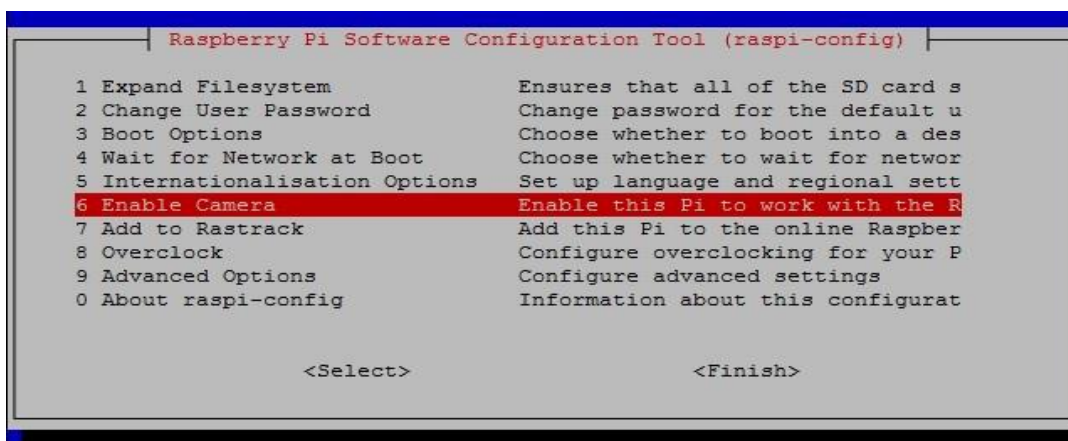 Raspberry Pi Software Configuration Tool (raspi-config)
1 Expand Filesystem Ensures that all of the SD card s
2 Change User Password Change password for the default u
3 Boot Options Choose whether to boot into a des
4 Wait for Network at Boot Choose whether to wait for networ
5 Internationalisation Options Set up language and regional sett
6 Enable Camera Enable this Pi to work with the R
7 Add to Rastrack Add this Pi to the online Raspber
8 Overclock Configure overclocking for your P
9 Advanced Options Configure advanced settings
0 About raspi-config Information about this configurat
<Select> <Finish>